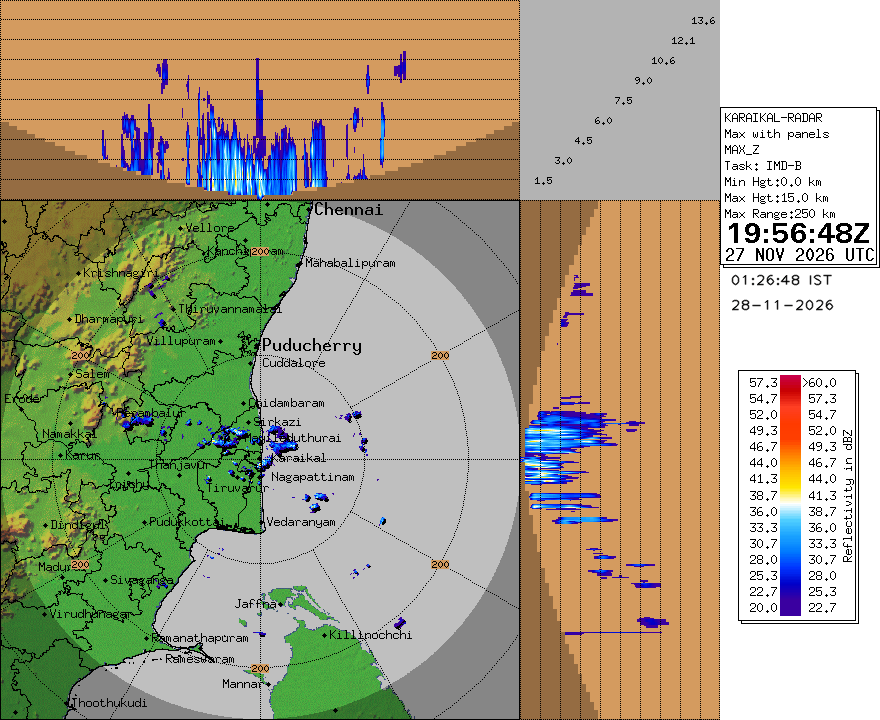 13.6
12.1
10.6
9.0
7.5
6.0
4.5
3.0
1.5
KARAIKAL-RADAR
Max with panels
MAX_Z
Task: IMD-B
Min Hgt:0.0 km
Max Hgt:15.0 km
Max Range:250 km
19:56:48Z
27 NOV 2026 UTC
01:26:48 IST
28-11-2026
Chennai
Vellore
200
Mahabalipuram
Krishnagiri
Thiruvannamalai
Dharmapuri
Villupuram
Puducherry
200
200
Cuddalore
Salem
Chidambaram
Perambalur
Sirkazi
Namakkal
Karur
Karaikal
Thanjavur
Nagapattinam
Tiruvarur
Dindigul
Pudukkottai
Vedaranyam
200
200
Sivaganga
Jaffna
Virudhunagar
Ramanathapuram
Killinochchi
Rameswaram
200
Mannar
Thoothukudi
57.3 >60.0
54.7 57.3
52.0 54.7
49.3 52.0
46.7 49.3
44.0 46.7
41.3 44.0
38.7 41.3
36.0 38.7
33.3 36.0
30.7 33.3
28.0 30.7
25.3 28.0
22.7 25.3
20.0 22.7
Reflectivity in dBZ